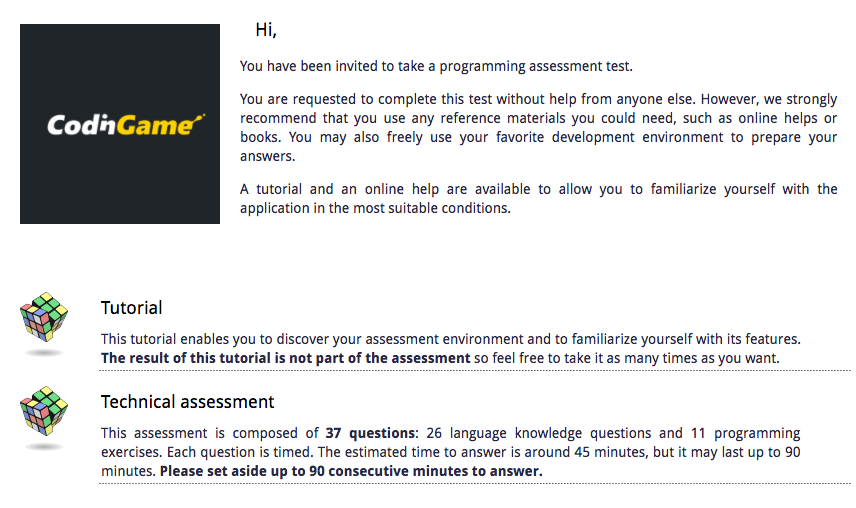 Hi,
CodinGame
You have been invited to take a programming assessment test.
You are requested to complete this test without help from anyone else. However, we strongly
recommend that you use any reference materials you could need, such as online helps or
books. You may also freely use your favorite development environment to prepare your
answers.
A tutorial and an online help are available to allow you to familiarize yourself with the
application in the most suitable conditions.
Tutorial
This tutorial enables you to discover your assessment environment and to familiarize yourself with its features.
The result of this tutorial is not part of the assessment so feel free to take it as many times as you want.
Technical assessment
This assessment is composed of 37 questions: 26 language knowledge questions and 11 programming
exercises. Each question is timed. The estimated time to answer is around 45 minutes, but it may last up to 90
minutes. Please set aside up to 90 consecutive minutes to answer.